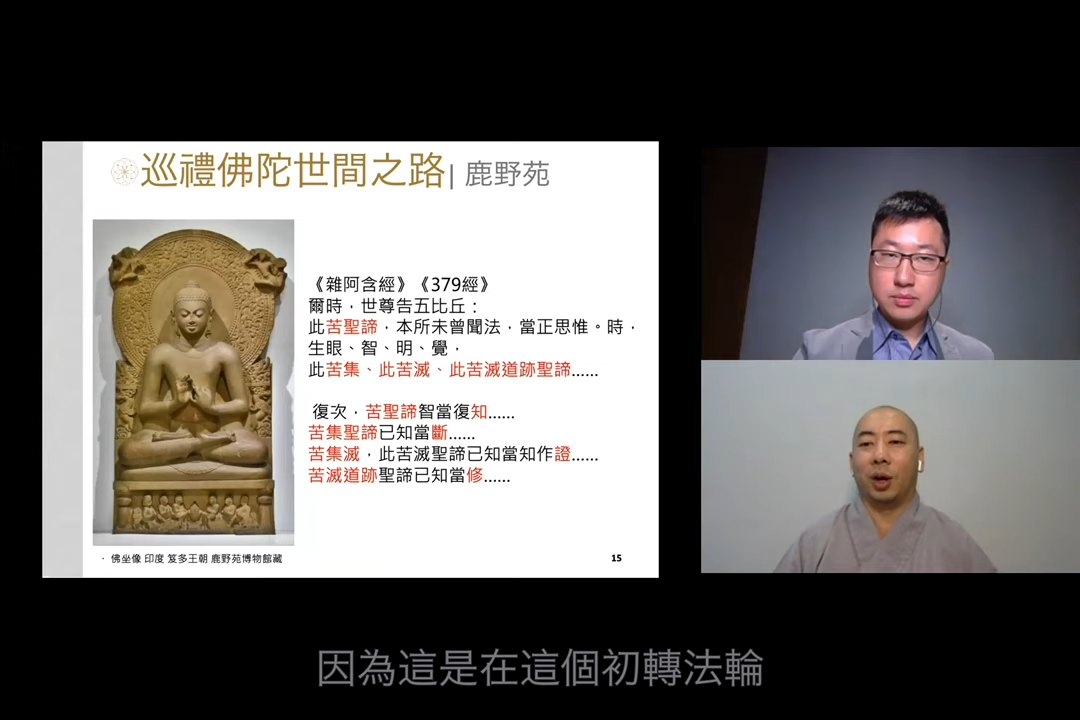 巡禮佛陀世間之路| 鹿野苑
《雜阿含經》《379經》
爾時，世尊告五比丘：
此苦聖諦，本所未曾聞法，當正思惟。時，
生眼、智、明、覺，
此苦集、此苦滅、此苦滅道跡聖諦......
復次，苦聖諦智當復知......
苦集聖諦已知當斷......
苦集滅，此苦滅聖諦已知當知作證......
苦滅道跡聖諦已知當修......
· 佛坐像 印度 笈多王朝 鹿野苑博物館藏
15
因為這是在這個初轉法輪